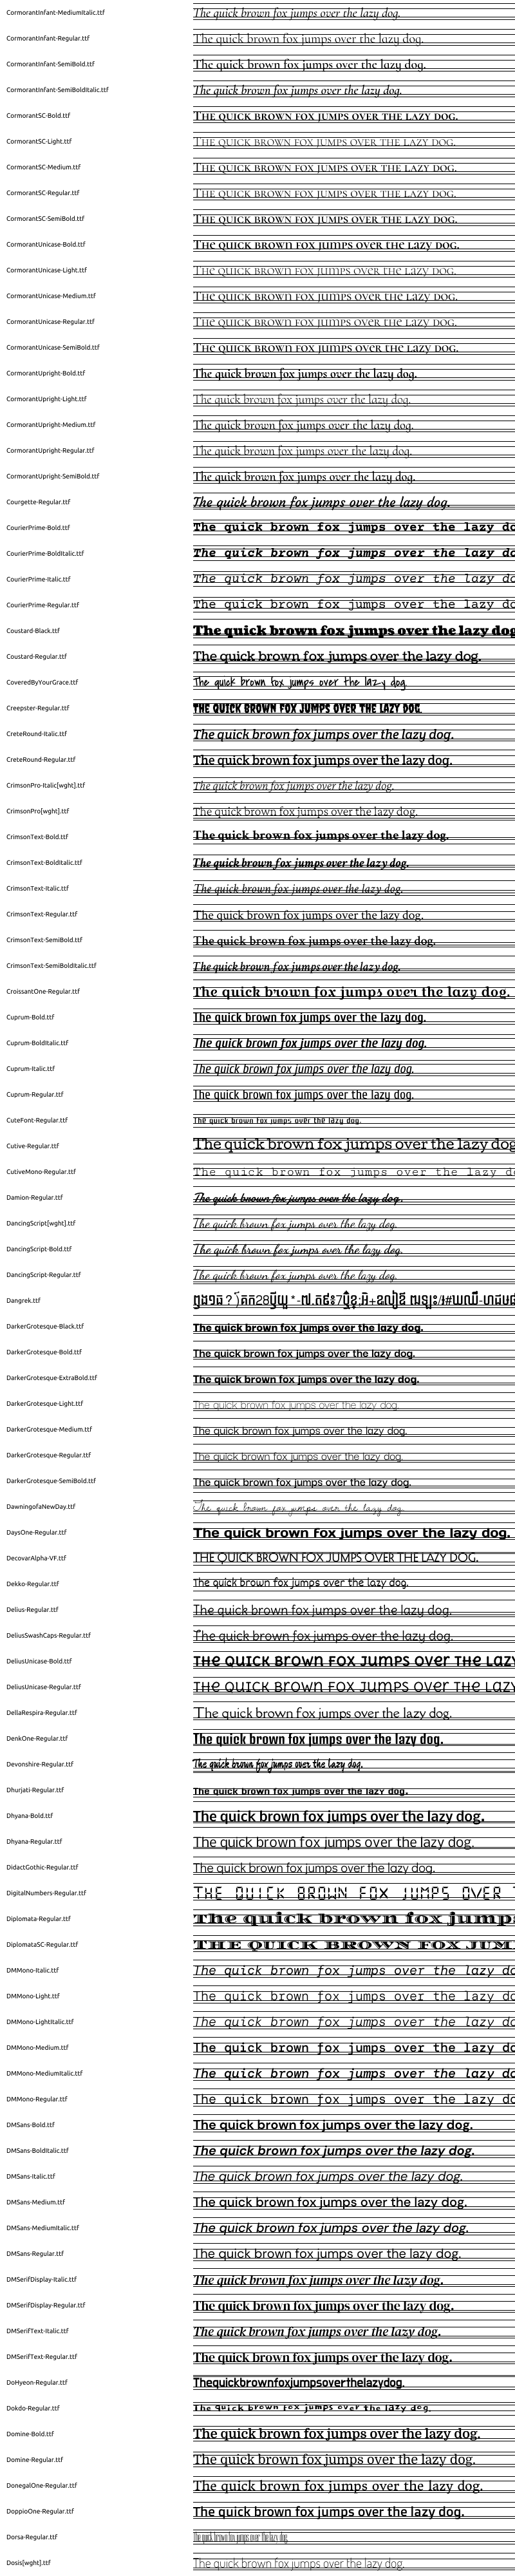 CormorantInfant-MediumItalic.ttf The quick brown fox jumps over the lazy dog.
CormorantInfant-Regular.ttf The quick brown fox jumps over the lazy dog.
CormorantInfant-SemiBold.ttf The quick brown fox jumps over the lazy dog.
CormorantInfant-SemiBoldItalic.ttf The quick brown fox jumps over the lazy dog.
CormorantSC-Bold.ttf The quick brown fox jumps over the lazy dog.
CormorantSC-Light.ttf The quick brown fox jumps over the lazy dog.
CormorantSC-Medium.ttf The quick brown fox jumps over the lazy dog.
CormorantSC-Regular.ttf The quick brown fox jumps over the lazy dog.
CormorantSC-SemiBold.ttf The quick brown fox jumps over the lazy dog.
CormorantUnicase-Bold.ttf The quick brown fox jumps over the lazy dog.
CormorantUnicase-Light.ttf The quick brown fox jumps over the lazy dog.
CormorantUnicase-Medium.ttf The quick brown fox jumps over the lazy dog.
CormorantUnicase-Regular.ttf The quick brown fox jumps over the lazy dog.
CormorantUnicase-SemiBold.ttf The quick brown fox jumps over the lazy dog.
CormorantUpright-Bold.ttf The quick brown fox jumps over the lazy dog.
CormorantUpright-Light.ttf The quick brown fox jumps over the lazy dog.
CormorantUpright-Medium.ttf The quick brown fox jumps over the lazy dog.
CormorantUpright-Regular.ttf The quick brown fox jumps over the lazy dog.
CormorantUpright-SemiBold.ttf The quick brown fox jumps over the lazy dog.
Courgette-Regular.ttf The quick brown fox jumps over the lazy dog.
CourierPrime-Bold.ttf The quick brown fox jumps over the lazy do
CourierPrime-BoldItalic.ttf The quick brown fox jumps over the lazy do
CourierPrime-Italic.ttf The quick brown fox jumps over the lazy do
CourierPrime-Regular.ttf The quick brown fox jumps over the lazy do
Coustard-Black.ttf The quick brown fox jumps over the lazy dog
Coustard-Regular.ttf The quick brown fox jumps over the lazy dog.
CoveredByYourGrace.ttf The quick brown fox jumps over the lazy dog.
Creepster-Regular.ttf The quick brown fox jumps over the lazy dog.
CreteRound-Italic.ttf The quick brown fox jumps over the lazy dog.
CreteRound-Regular.ttf The quick brown fox jumps over the lazy dog.
CrimsonPro-Italic[wght].ttf The quick brown fox jumps over the lazy dog.
CrimsonPro[wght].ttf The quick brown fox jumps over the lazy dog.
CrimsonText-Bold.ttf The quick brown fox jumps over the lazy dog.
CrimsonText-BoldItalic.ttf The quick brown fox jumps over the lazy dog.
CrimsonText-Italic.ttf The quick brown fox jumps over the lazy dog.
CrimsonText-Regular.ttf The quick brown fox jumps over the lazy dog.
CrimsonText-SemiBold.ttf The quick brown fox jumps over the lazy dog.
CrimsonText-SemiBoldItalic.ttf The quick brown fox jumps over the lazy dog.
CroissantOne-Regular.ttf The quick brown fox jumps over the lazy dog.
Cuprum-Bold.ttf The quick brown fox jumps over the lazy dog.
Cuprum-BoldItalic.ttf The quick brown fox jumps over the lazy dog.
Cuprum-Italic.ttf The quick brown fox jumps over the lazy dog.
Cuprum-Regular.ttf The quick brown fox jumps over the lazy dog.
CuteFont-Regular.ttf The quick brown fox jumps over the lazy dog.
Cutive-Regular.ttf The quick brown fox jumps over the lazy dog
CutiveMono-Regular.ttf The quick brown fox jumps over the lazy d
Damion-Regular.ttf The quick brown fox jumps over the lazy dog.
DancingScript[wght].ttf The quick brown fox jumps over the lazy dog.
DancingScript-Bold.ttf The quick brown fox jumps over the lazy dog.
DancingScript-Regular.ttf The quick brown fox jumps over the lazy dog.
Dangrek.ttf
DarkerGrotesque-Black.ttf The quick brown fox jumps over the lazy dog.
DarkerGrotesque-Bold.ttf The quick brown fox jumps over the lazy dog.
DarkerGrotesque-ExtraBold.ttf The quick brown fox jumps over the lazy dog.
DarkerGrotesque-Light.ttf The quick brown fox jumps over the lazy dog.
DarkerGrotesque-Medium.ttf The quick brown fox jumps over the lazy dog.
DarkerGrotesque-Regular.ttf The quick brown fox jumps over the lazy dog.
DarkerGrotesque-SemiBold.ttf The quick brown fox jumps over the lazy dog.
DawningofaNewDay.ttf The quick brown fox jumps over the lazy dog.
DaysOne-Regular.ttf The quick brown fox jumps over the lazy dog.
DecovarAlpha-VF.ttf THE QUICK BROWN FOX JUMPS OVER THE LAZY DOG.
Dekko-Regular.ttf The quick brown fox jumps over the lazy dog.
Delius-Regular.ttf The quick brown fox jumps over the lazy dog.
DeliusSwashCaps-Regular.ttf The quick brown fox jumps over the lazy dog.
DeliusUnicase-Bold.ttf The quick brown fox jumps over the lazy
DeliusUnicase-Regular.ttf The quick brown fox jumps over the lazy
DellaRespira-Regular.ttf The quick brown fox jumps over the lazy dog.
DenkOne-Regular.ttf The quick brown fox jumps over the lazy dog.
Devonshire-Regular.ttf The quick brown fox jumps over the lazy dog.
Dhurjati-Regular.ttf The quick brown fox jumps over the lazy dog.
Dhyana-Bold.ttf The quick brown fox jumps over the lazy dog.
Dhyana-Regular.ttf The quick brown fox jumps over the lazy dog.
DidactGothic-Regular.ttf The quick brown fox jumps over the lazy dog.
DigitalNumbers-Regular.ttf THE QUICK BROWN FOX JUMPS OVER
Diplomata-Regular.ttf The quick brown fox jumps
DiplomataSC-Regular.ttf The quick brown fox jum
DMMono-Italic.ttf The quick brown fox jumps over the lazy do
DMMono-Light.ttf The quick brown fox jumps over the lazy do
DMMono-LightItalic.ttf The quick brown fox jumps over the lazy do
DMMono-Medium.ttf The quick brown fox jumps over the lazy do
DMMono-MediumItalic.ttf The quick brown fox jumps over the lazy do
DMMono-Regular.ttf The quick brown fox jumps over the lazy do
DMSans-Bold.ttf The quick brown fox jumps over the lazy dog.
DMSans-BoldItalic.ttf The quick brown fox jumps over the lazy dog.
DMSans-Italic.ttf The quick brown fox jumps over the lazy dog.
DMSans-Medium.ttf The quick brown fox jumps over the lazy dog.
DMSans-MediumItalic.ttf The quick brown fox jumps over the lazy dog.
DMSans-Regular.ttf The quick brown fox jumps over the lazy dog.
DMSerifDisplay-Italic.ttf The quick brown fox jumps over the lazy dog.
DMSerifDisplay-Regular.ttf The quick brown fox jumps over the lazy dog.
DMSerifText-Italic.ttf The quick brown fox jumps over the lazy dog.
DMSerifText-Regular.ttf The quick brown fox jumps over the lazy dog.
DoHyeon-Regular.ttf Thequickbrownfoxjumpsoverthelazydog.
Dokdo-Regular.ttf The quick brown fox jumps over the lazy dog.
Domine-Bold.ttf The quick brown fox jumps over the lazy dog.
Domine-Regular.ttf The quick brown fox jumps over the lazy dog.
DonegalOne-Regular.ttf The quick brown fox jumps over the lazy dog.
DoppioOne-Regular.ttf The quick brown fox jumps over the lazy dog.
Dorsa-Regular.ttf The quick brown fox jumps over the lazy dog.
Dosis[wght].ttf The quick brown fox jumps over the lazy dog.